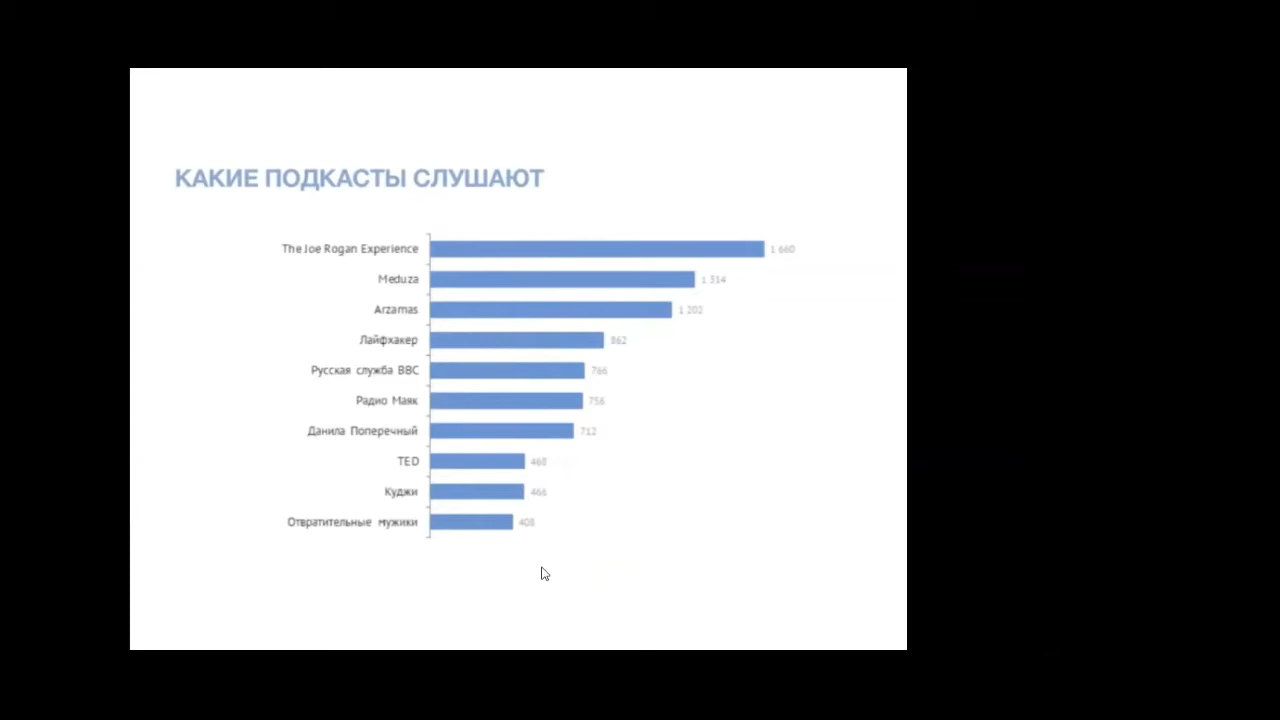 КАКИЕ ПОДКАСТЫ СЛУШАЮТ
The Joe Rogan Experience 1 660
Meduza 1 314
Arzamas 1 202
Лайфхакер 862
Русская служба BBC 766
Радио Маяк 756
Данила Поперечный 712
TED 468
Куджи 466
Отвратительные мужики 408